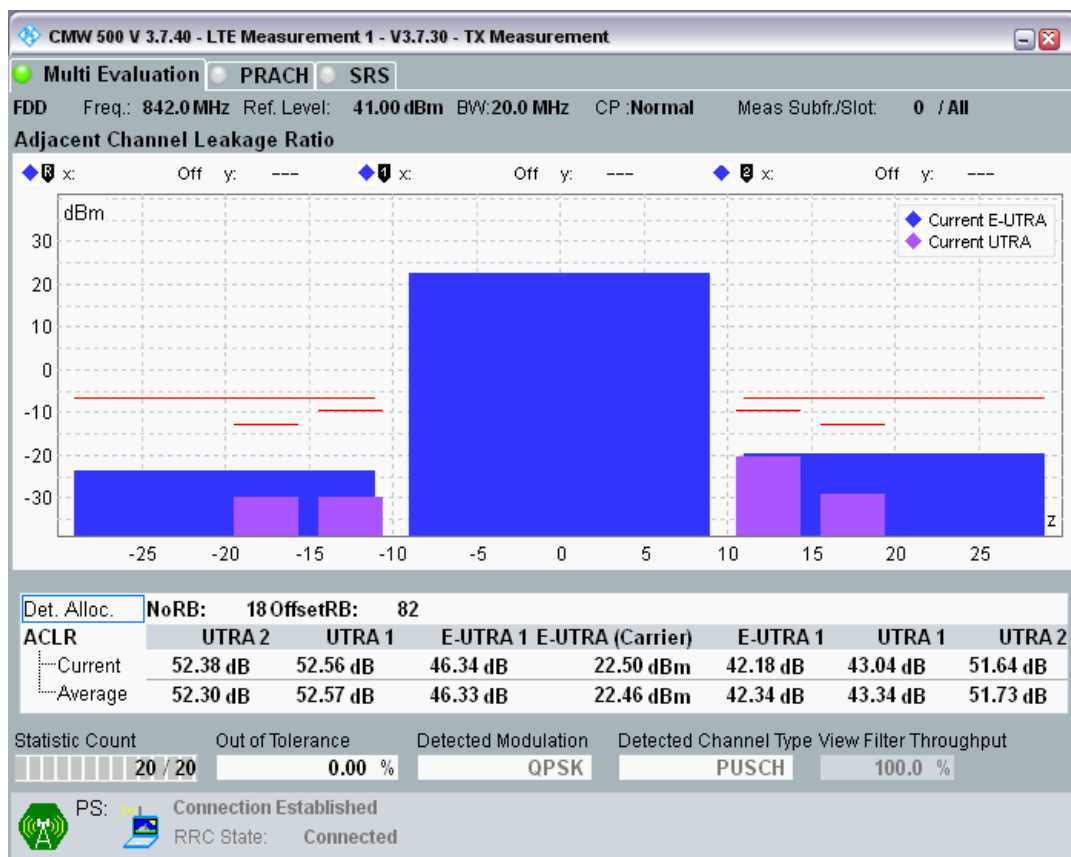 CMW 500 V 3.7.40 - LTE Measurement 1 - V3.7.30 - TX Measurement
Multi Evaluation PRACH SRS
FDD Freq.: 842.0 MHz Ref. Level: 41.00 dBm BW:20.0 MHz CP :Normal Meas Subfr./Slot: 0 / All
Adjacent Channel Leakage Ratio
R x: Off y: --- 1 x: Off y: --- 2 x: Off y: ---
dBm
Current E-UTRA
Current UTRA
30
20
10
0
-10
-20
-30
z
-25 -20 -15 -10 -5 0 5 10 15 20 25
Det. Alloc. NoRB: 18 OffsetRB: 82
ACLR UTRA 2 UTRA 1 E-UTRA 1 E-UTRA (Carrier) E-UTRA 1 UTRA 1 UTRA 2
Current 52.38 dB 52.56 dB 46.34 dB 22.50 dBm 42.18 dB 43.04 dB 51.64 dB
Average 52.30 dB 52.57 dB 46.33 dB 22.46 dBm 42.34 dB 43.34 dB 51.73 dB
Statistic Count Out of Tolerance Detected Modulation Detected Channel Type View Filter Throughput
20 / 20 0.00 % QPSK PUSCH 100.0 %
PS: Connection Established
RRC State: Connected